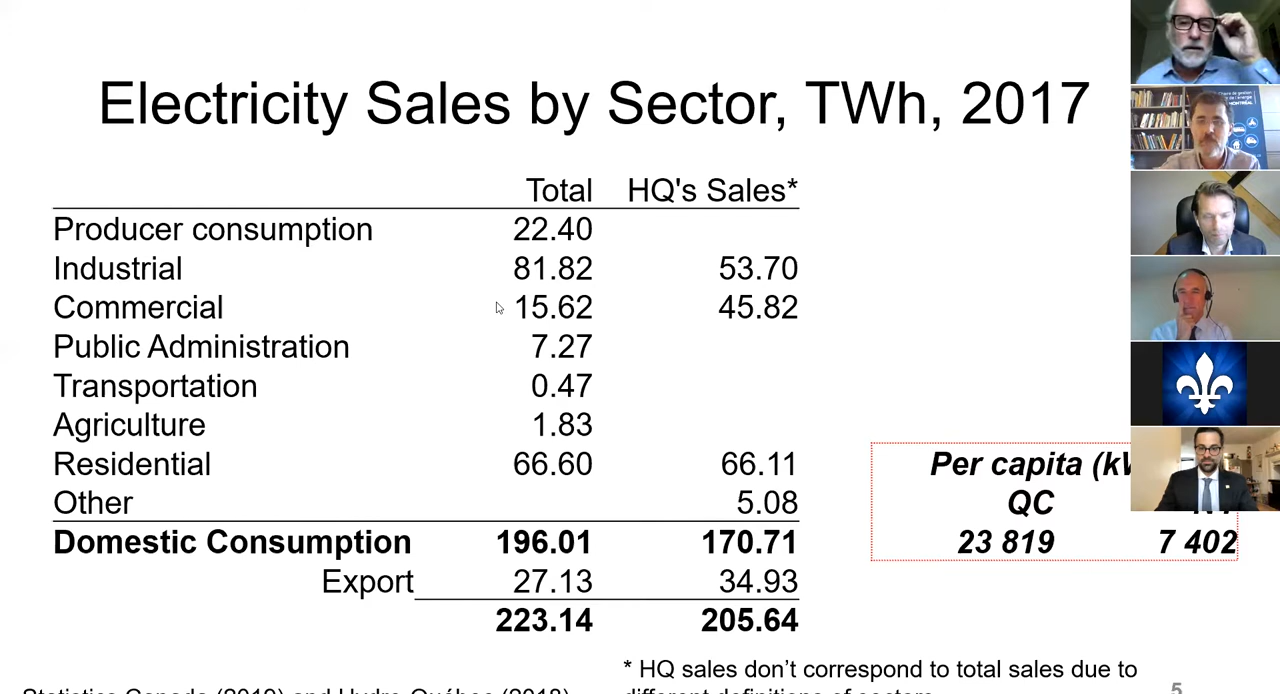 Electricity Sales by Sector, TWh, 2017
Total HQ's Sales*
Producer consumption 22.40
Industrial 81.82 53.70
Commercial 15.62 45.82
Public Administration 7.27
Transportation 0.47
Agriculture 1.83
Residential 66.60 66.11
Other 5.08
Domestic Consumption 196.01 170.71
Export 27.13 34.93
223.14 205.64
Per capita
QC
23 819 7 402
* HQ sales don’t correspond to total sales due to
different definitions of sectors
Statistics Canada (2019) and Hydro-Québec (2018)
5
MONTRÉAL